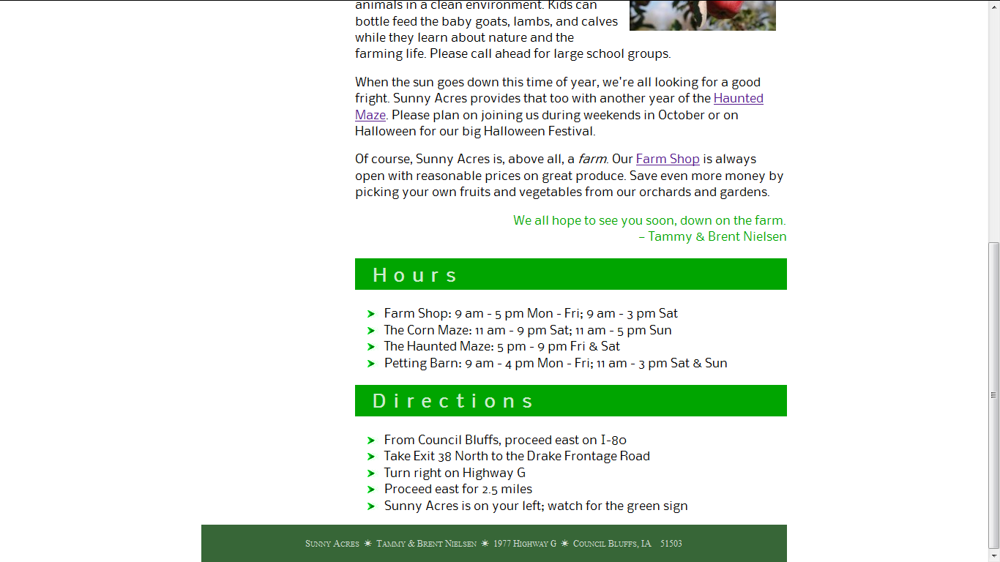 animals in a clean environment. Kids can
bottle feed the baby goats, lambs, and calves
while they learn about nature and the
farming life. Please call ahead for large school groups.
When the sun goes down this time of year, we're all looking for a good
fright. Sunny Acres provides that too with another year of the Haunted
Maze. Please plan on joining us during weekends in October or on
Halloween for our big Halloween Festival.
Of course, Sunny Acres is, above all, a farm. Our Farm Shop is always
open with reasonable prices on great produce. Save even more money by
picking your own fruits and vegetables from our orchards and gardens.
We all hope to see you soon, down on the farm.
– Tammy & Brent Nielsen
Hours
Farm Shop: 9 am - 5 pm Mon - Fri; 9 am - 3 pm Sat
The Corn Maze: 11 am - 9 pm Sat; 11 am - 5 pm Sun
The Haunted Maze: 5 pm - 9 pm Fri & Sat
Petting Barn: 9 am - 4 pm Mon - Fri; 11 am - 3 pm Sat & Sun
Directions
From Council Bluffs, proceed east on I-80
Take Exit 38 North to the Drake Frontage Road
Turn right on Highway G
Proceed east for 2.5 miles
Sunny Acres is on your left; watch for the green sign
Sunny Acres ☀ Tammy & Brent Nielsen ☀ 1977 Highway G ☀ Council Bluffs, IA 51503